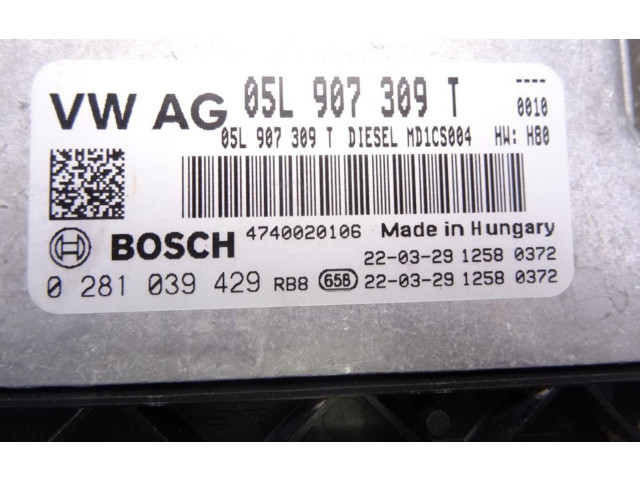 VW AG 05L 907 309 T ----
0010
05L 907 309 T DIESEL MD1CS004 HW: H80
BOSCH 4740020106 Made in Hungary
22-03-29 1258 0372
0 281 039 429 RB8 65B 22-03-29 1258 0372